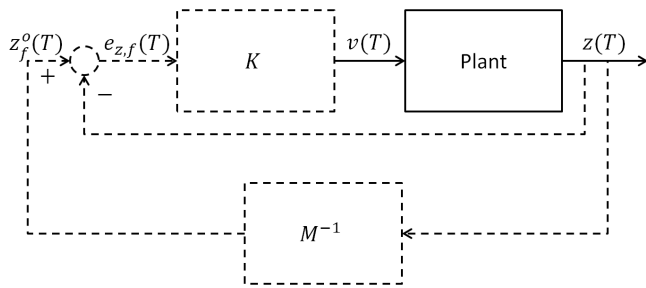 z_f^o(T) e_{z,f}(T) K v(T) Plant z(T)
+
−
M^{-1}